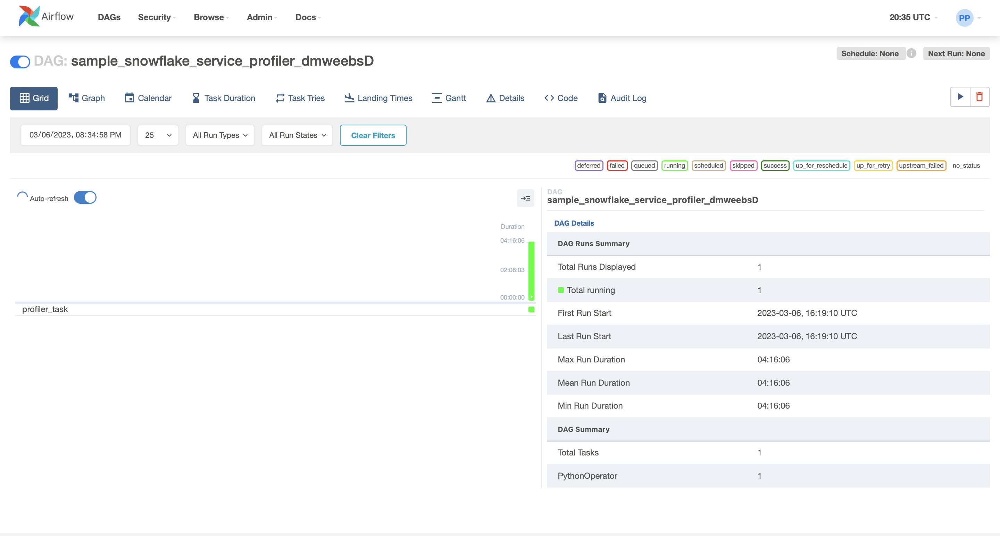 Airflow DAGs Security Browse Admin Docs 20:35 UTC PP
DAG: sample_snowflake_service_profiler_dmweebsD
Schedule: None i Next Run: None
Grid Graph Calendar Task Duration Task Tries Landing Times Gantt Details Code Audit Log
03/06/2023, 08:34:58 PM 25 All Run Types All Run States Clear Filters
deferred failed queued running scheduled skipped success up_for_reschedule up_for_retry upstream_failed no_status
Auto-refresh
Duration
04:16:06
02:08:03
00:00:00
profiler_task
DAG
sample_snowflake_service_profiler_dmweebsD
DAG Details
DAG Runs Summary
Total Runs Displayed 1
Total running 1
First Run Start 2023-03-06, 16:19:10 UTC
Last Run Start 2023-03-06, 16:19:10 UTC
Max Run Duration 04:16:06
Mean Run Duration 04:16:06
Min Run Duration 04:16:06
DAG Summary
Total Tasks 1
PythonOperator 1